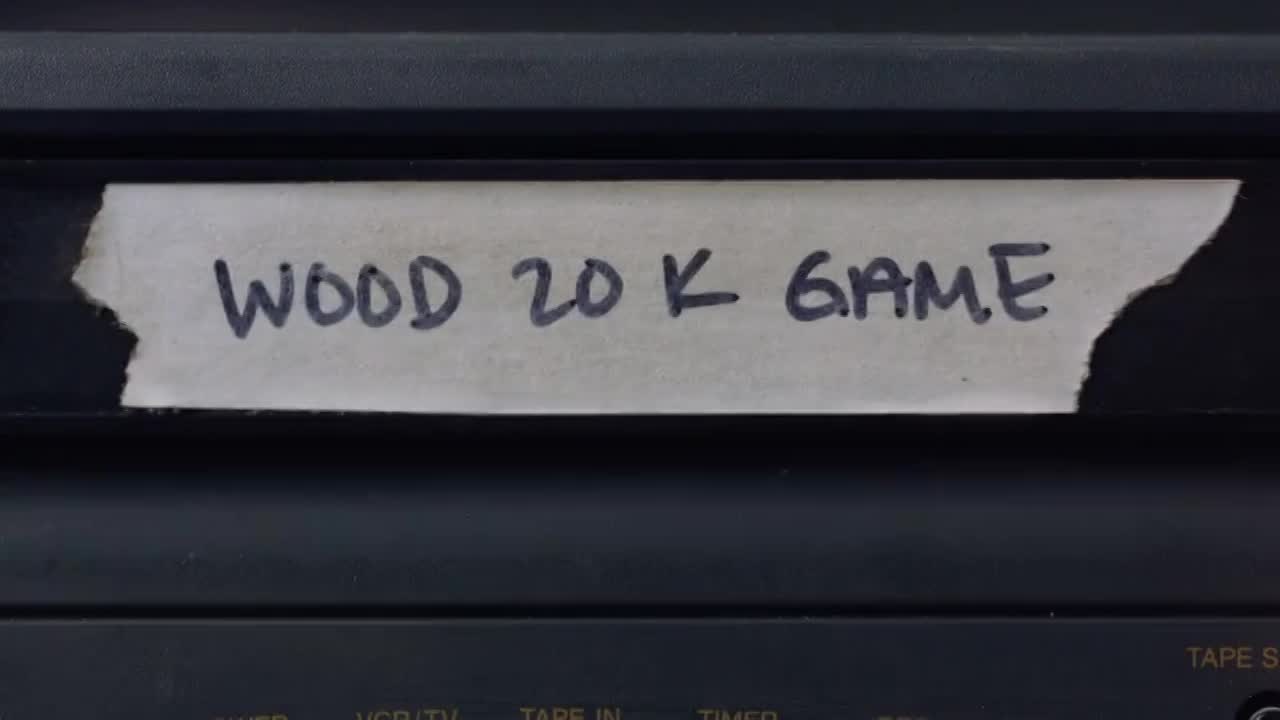 WOOD 20 K GAME
TAPE S
VCR/TV TAPE IN TIMER